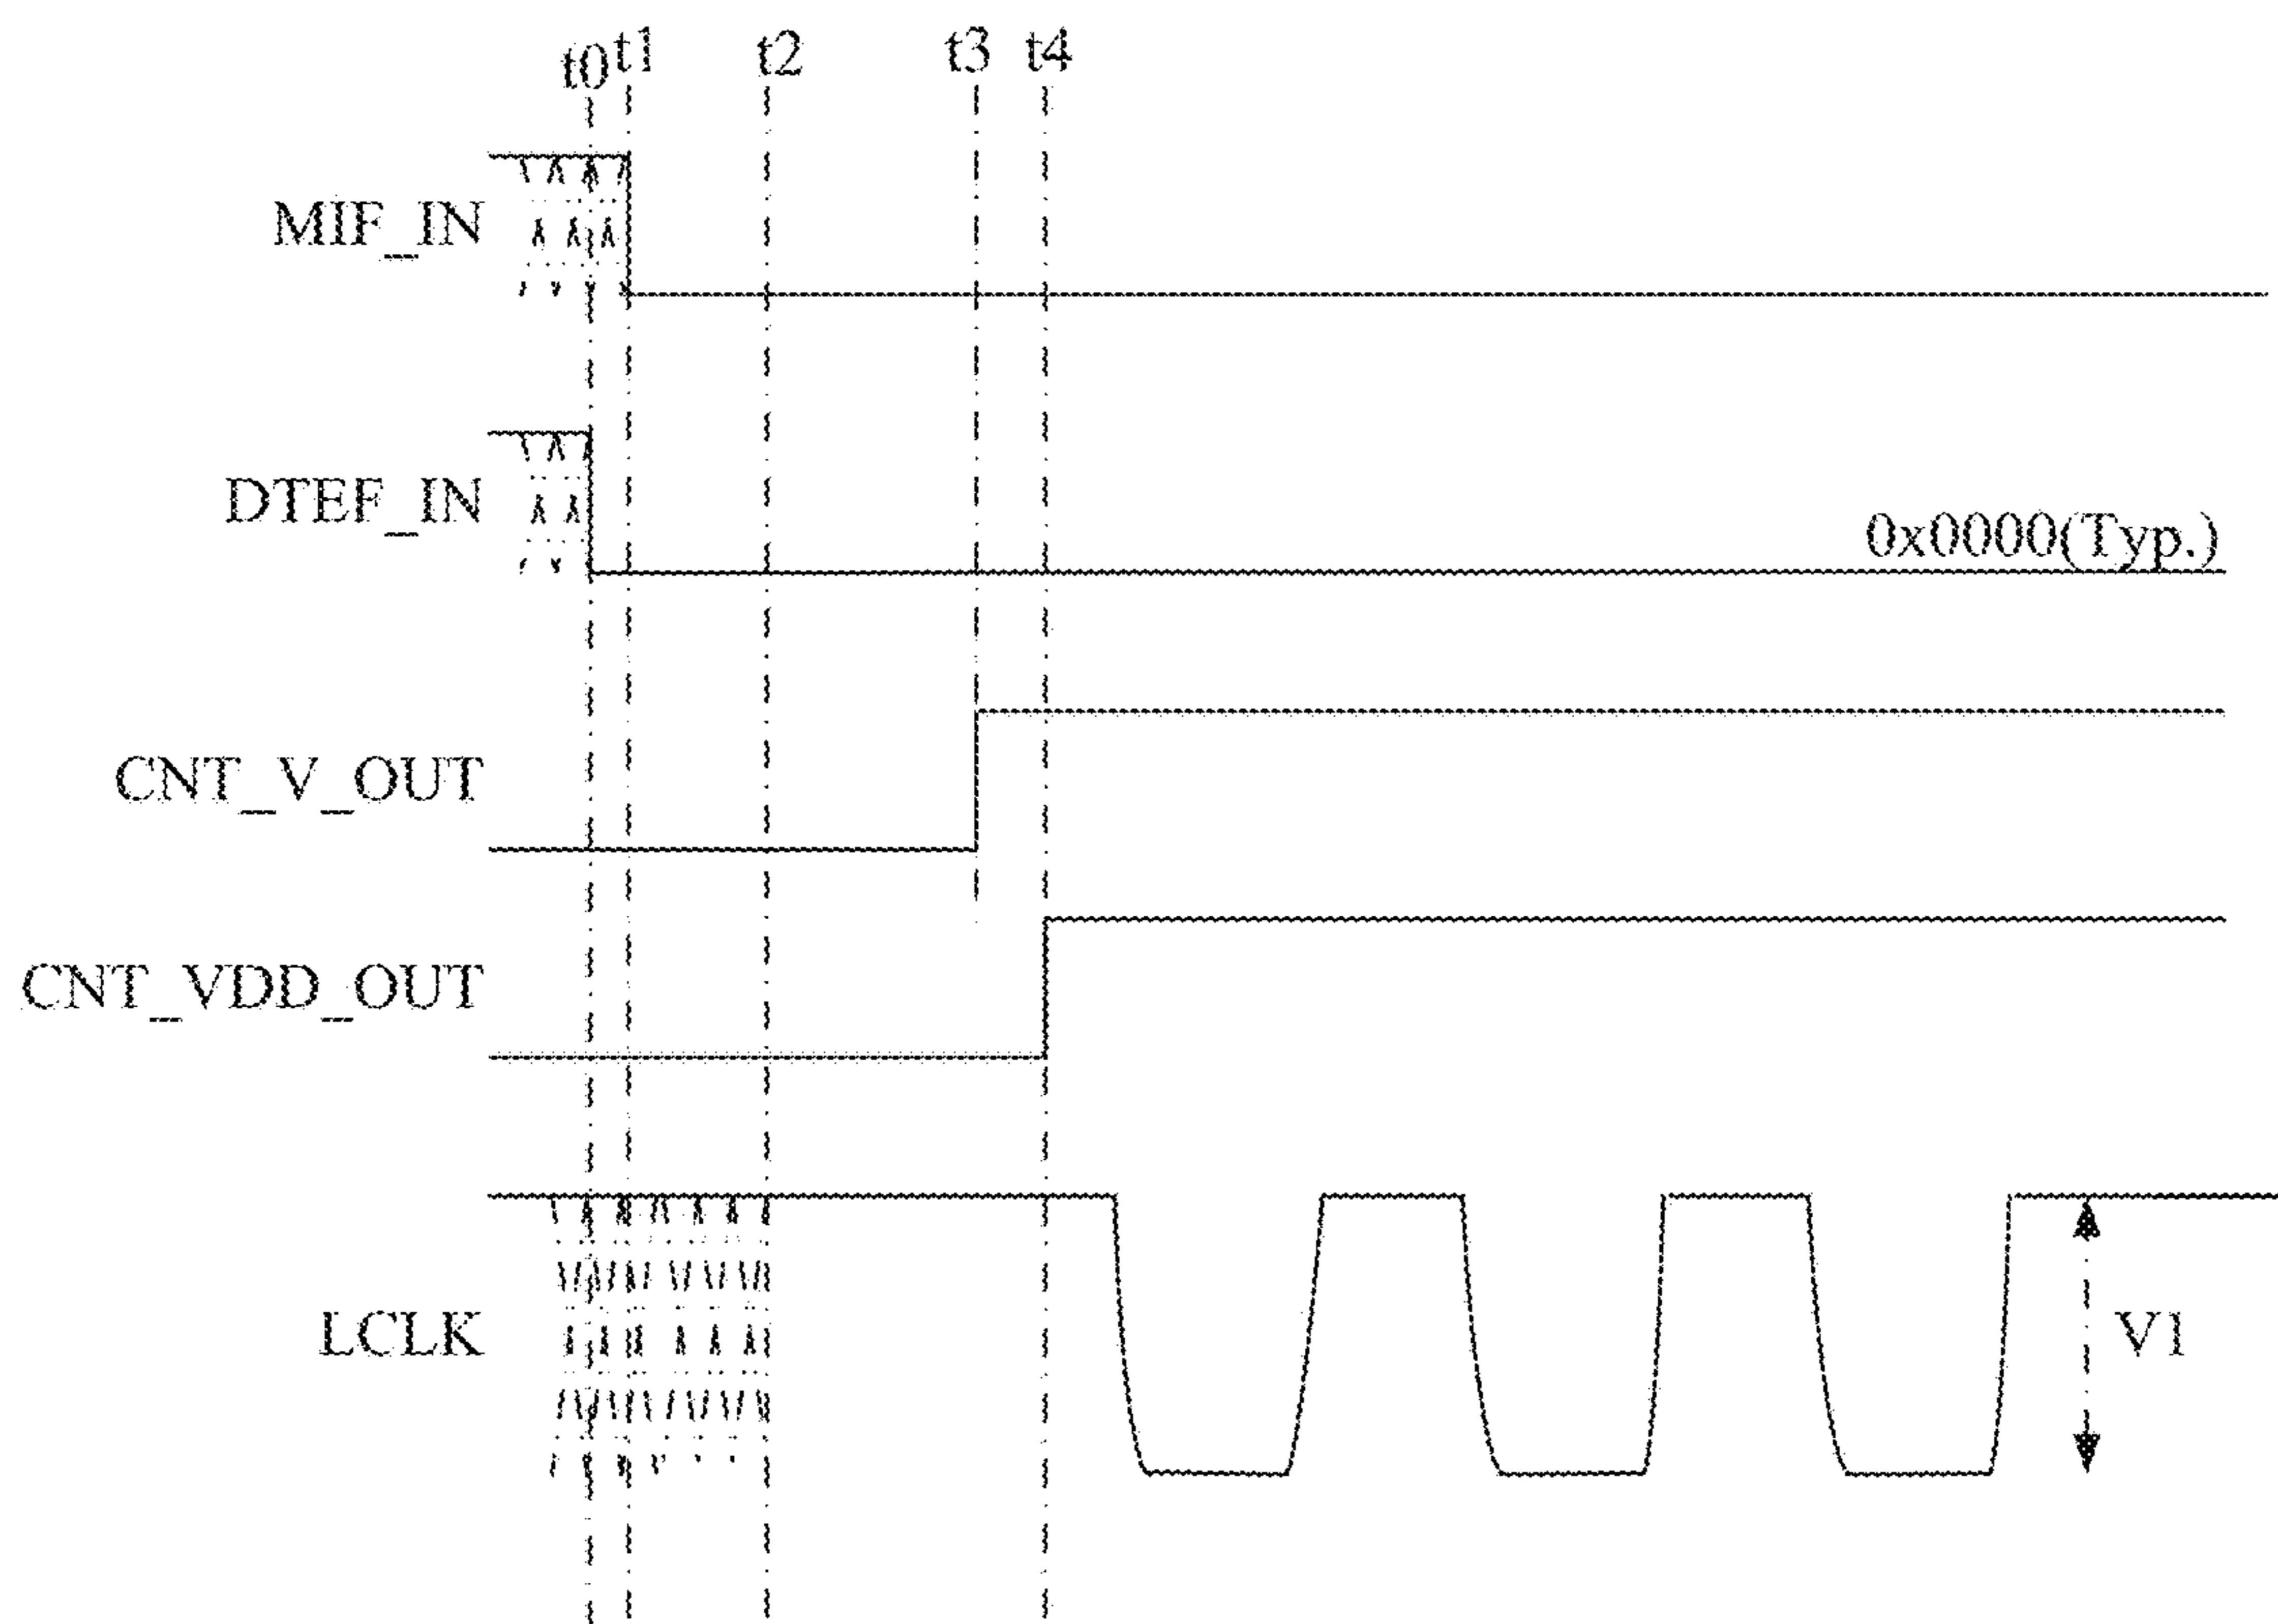 t0 t1 t2 t3 t4
MIF_IN
DTEF_IN
0x0000(Typ.)
CNT_V_OUT
CNT_VDD_OUT
LCLK
V1